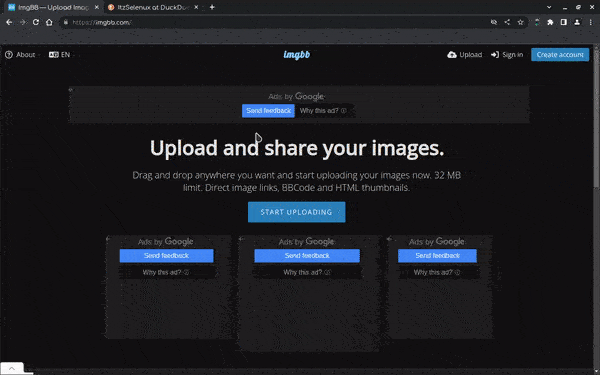 ImgBB — Upload Imag
ItzSelenux at DuckDuc
https://imgbb.com/
About
EN
imgbb
Upload
Sign in
Create account
Ads by Google
Send feedback
Why this ad?
Upload and share your images.
Drag and drop anywhere you want and start uploading your images now. 32 MB
limit. Direct image links, BBCode and HTML thumbnails.
START UPLOADING
Ads by Google
Send feedback
Why this ad?
Ads by Google
Send feedback
Why this ad?
Ads by Google
Send feedback
Why this ad?